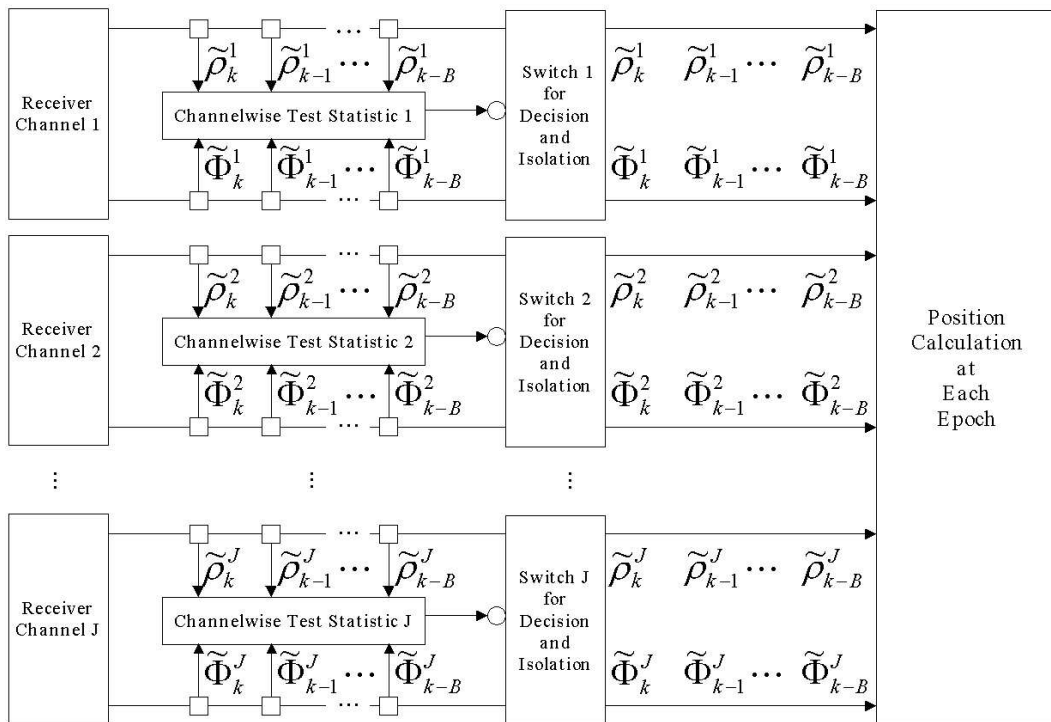 ...
ρ̃¹ₖ ρ̃¹ₖ₋₁ ... ρ̃¹ₖ₋B
Receiver
Channel 1
Channelwise Test Statistic 1
Φ̃¹ₖ Φ̃¹ₖ₋₁ ... Φ̃¹ₖ₋B
...
Switch 1
for
Decision
and
Isolation
ρ̃¹ₖ ρ̃¹ₖ₋₁ ... ρ̃¹ₖ₋B
Φ̃¹ₖ Φ̃¹ₖ₋₁ ... Φ̃¹ₖ₋B
...
ρ̃²ₖ ρ̃²ₖ₋₁ ... ρ̃²ₖ₋B
Receiver
Channel 2
Channelwise Test Statistic 2
Φ̃²ₖ Φ̃²ₖ₋₁ ... Φ̃²ₖ₋B
...
Switch 2
for
Decision
and
Isolation
ρ̃²ₖ ρ̃²ₖ₋₁ ... ρ̃²ₖ₋B
Φ̃²ₖ Φ̃²ₖ₋₁ ... Φ̃²ₖ₋B
⋮ ⋮ ⋮
...
ρ̃ᴶₖ ρ̃ᴶₖ₋₁ ... ρ̃ᴶₖ₋B
Receiver
Channel J
Channelwise Test Statistic J
Φ̃ᴶₖ Φ̃ᴶₖ₋₁ ... Φ̃ᴶₖ₋B
...
Switch J
for
Decision
and
Isolation
ρ̃ᴶₖ ρ̃ᴶₖ₋₁ ... ρ̃ᴶₖ₋B
Φ̃ᴶₖ Φ̃ᴶₖ₋₁ ... Φ̃ᴶₖ₋B
Position
Calculation
at
Each
Epoch